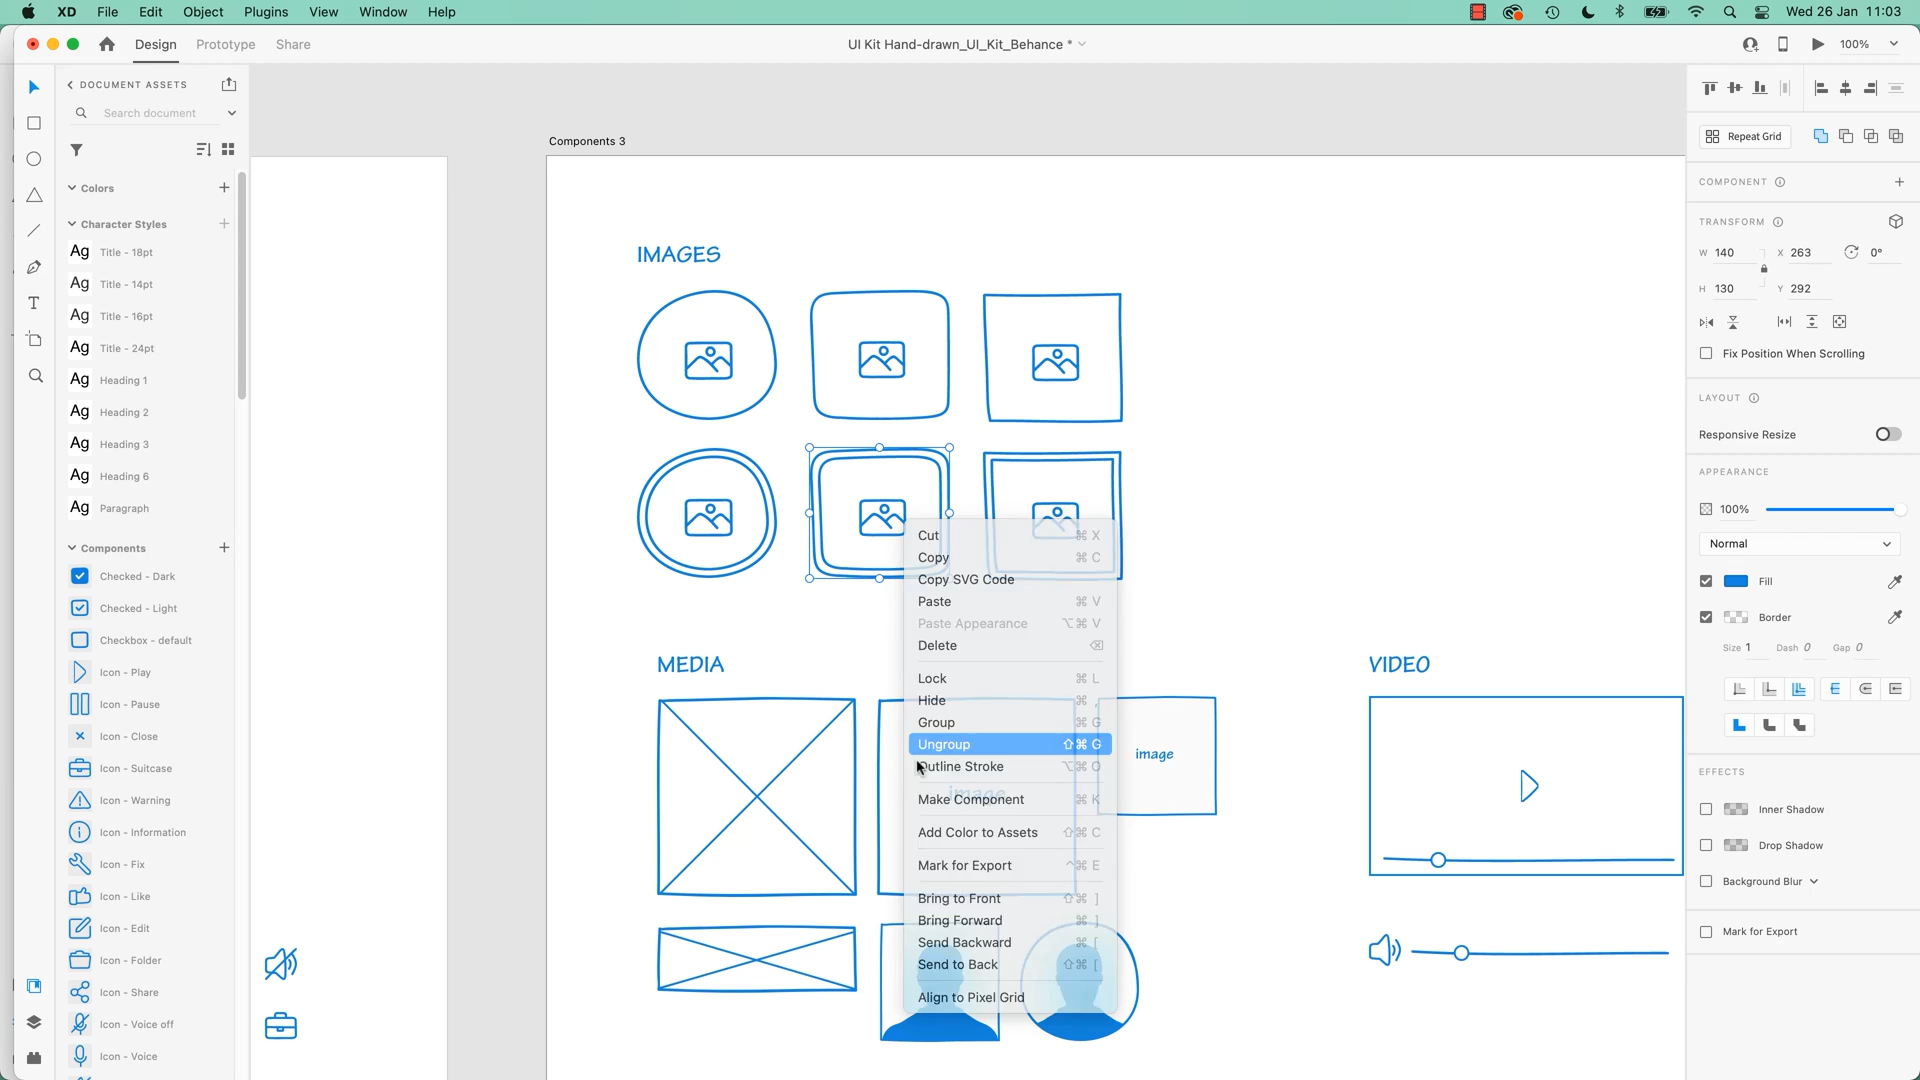 XD File Edit Object Plugins View Window Help
Wed 26 Jan 11:03
Design Prototype Share
UI Kit Hand-drawn_UI_Kit_Behance *
100%
DOCUMENT ASSETS
Search document
Colors
Character Styles
Ag Title - 18pt
Ag Title - 14pt
Ag Title - 16pt
Ag Title - 24pt
Ag Heading 1
Ag Heading 2
Ag Heading 3
Ag Heading 6
Ag Paragraph
Components
Checked - Dark
Checked - Light
Checkbox - default
Icon - Play
Icon - Pause
Icon - Close
Icon - Suitcase
Icon - Warning
Icon - Information
Icon - Fix
Icon - Like
Icon - Edit
Icon - Folder
Icon - Share
Icon - Voice off
Icon - Voice
Components 3
IMAGES
MEDIA
image
image
VIDEO
Cut ⌘ X
Copy ⌘ C
Copy SVG Code
Paste ⌘ V
Paste Appearance ⌥⌘ V
Delete ⌫
Lock ⌘ L
Hide ⌘ ,
Group ⌘ G
Ungroup ⇧⌘ G
Outline Stroke ⌥⌘ O
Make Component ⌘ K
Add Color to Assets ⇧⌘ C
Mark for Export ^⌘ E
Bring to Front ⇧⌘ ]
Bring Forward ⌘ ]
Send Backward ⌘ [
Send to Back ⇧⌘ [
Align to Pixel Grid
Repeat Grid
COMPONENT
TRANSFORM
W 140 X 263 0°
H 130 Y 292
Fix Position When Scrolling
LAYOUT
Responsive Resize
APPEARANCE
100%
Normal
Fill
Border
Size 1 Dash 0 Gap 0
EFFECTS
Inner Shadow
Drop Shadow
Background Blur
Mark for Export